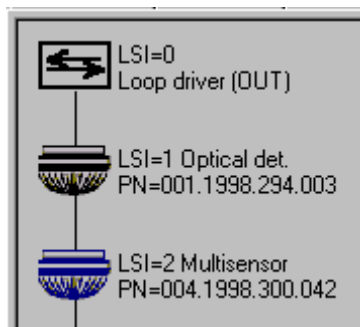 LSI=0
Loop driver (OUT)
LSI=1 Optical det.
PN=001.1998.294.003
LSI=2 Multisensor
PN=004.1998.300.042